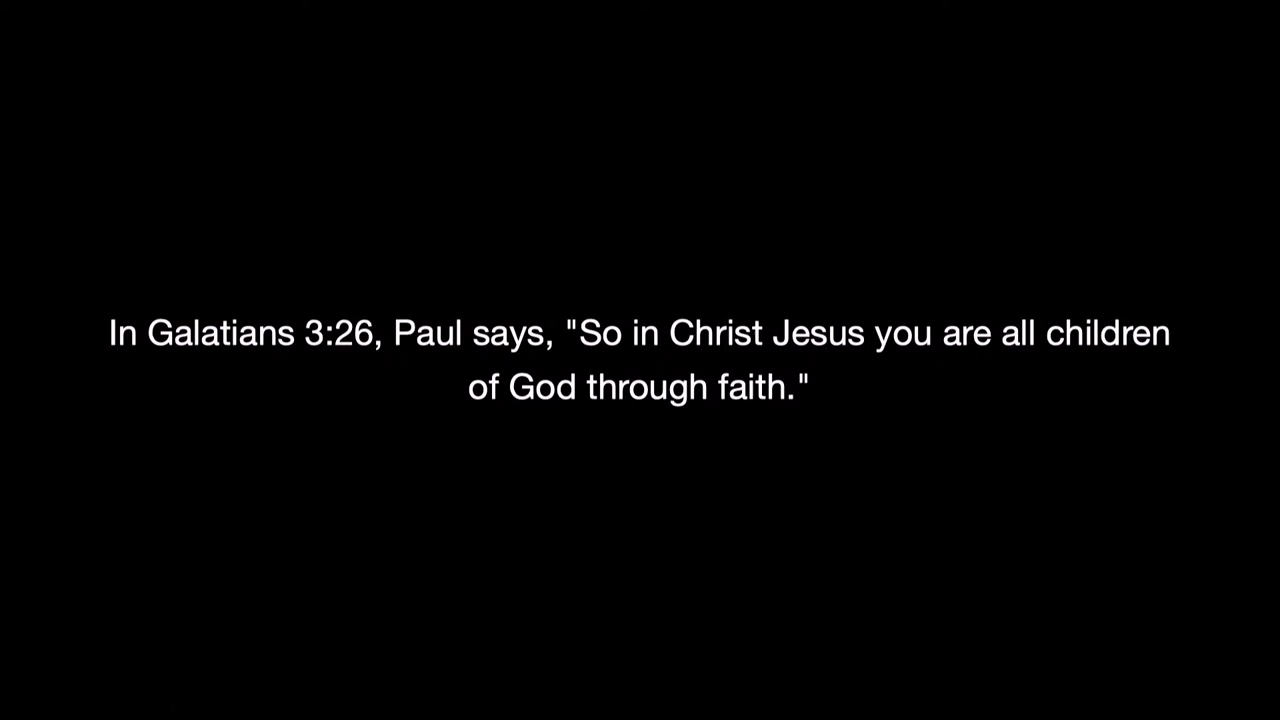 In Galatians 3:26, Paul says, "So in Christ Jesus you are all children
of God through faith."